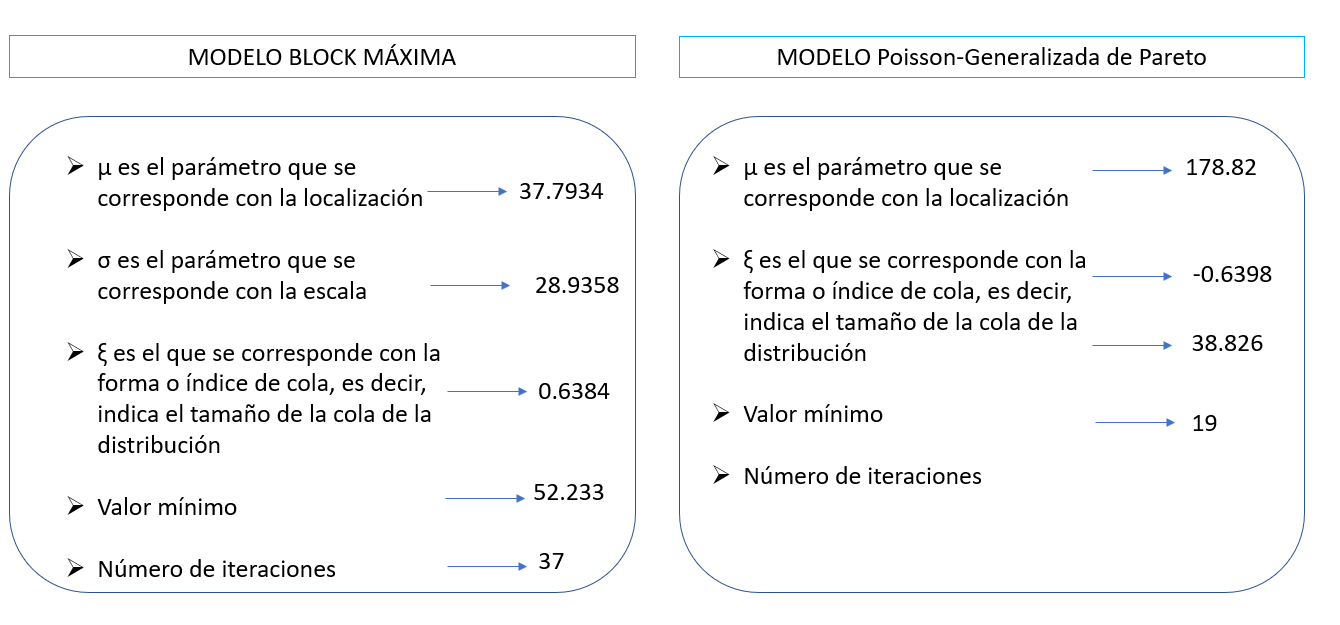 MODELO BLOCK MÁXIMA
μ es el parámetro que se
corresponde con la localización
37.7934
σ es el parámetro que se
corresponde con la escala
28.9358
ξ es el que se corresponde con la
forma o índice de cola, es decir,
indica el tamaño de la cola de la
distribución
0.6384
Valor mínimo
52.233
Número de iteraciones
37
MODELO Poisson-Generalizada de Pareto
μ es el parámetro que se
corresponde con la localización
178.82
ξ es el que se corresponde con la
forma o índice de cola, es decir,
indica el tamaño de la cola de la
distribución
-0.6398
38.826
Valor mínimo
19
Número de iteraciones